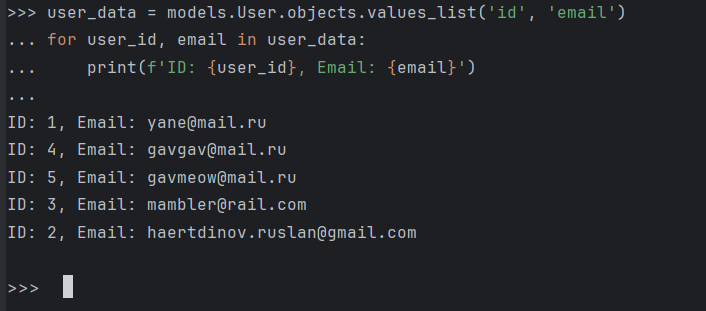 >>> user_data = models.User.objects.values_list('id', 'email')
... for user_id, email in user_data:
...     print(f'ID: {user_id}, Email: {email}')
...
ID: 1, Email: yane@mail.ru
ID: 4, Email: gavgav@mail.ru
ID: 5, Email: gavmeow@mail.ru
ID: 3, Email: mambler@rail.com
ID: 2, Email: haertdinov.ruslan@gmail.com
>>>